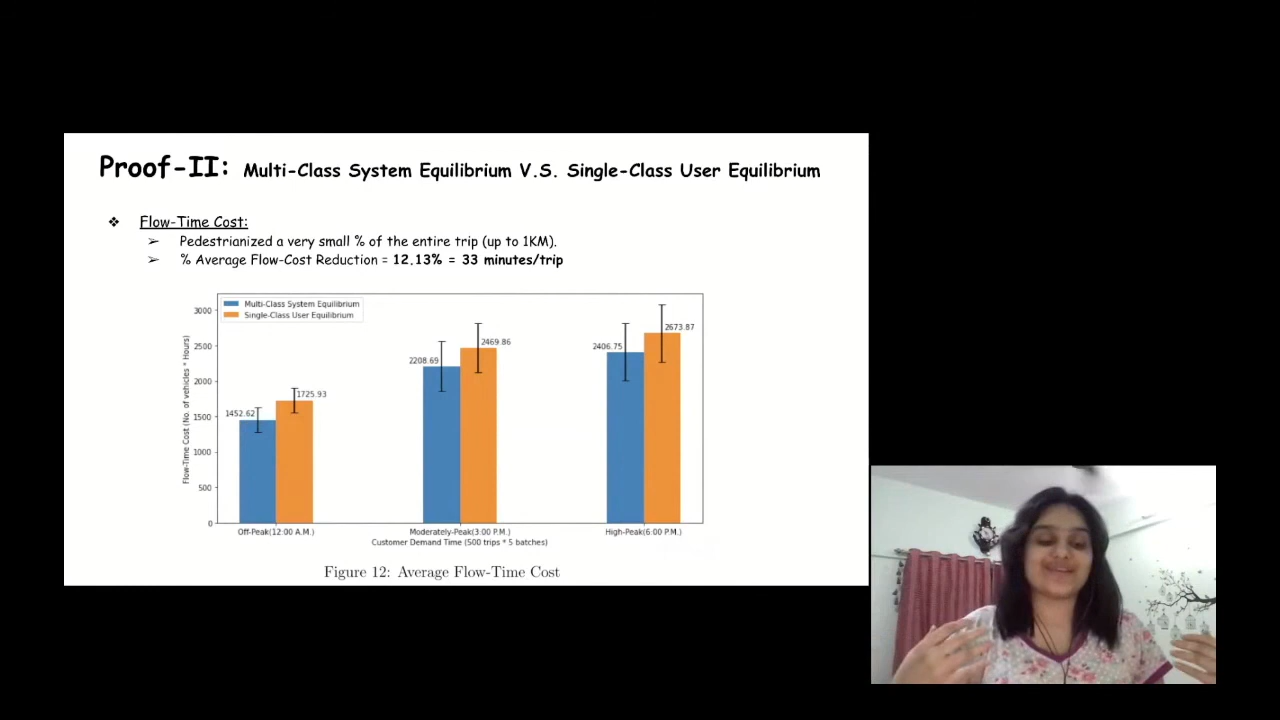 Proof-II: Multi-Class System Equilibrium V.S. Single-Class User Equilibrium
❖ Flow-Time Cost:
➢ Pedestrianized a very small % of the entire trip (up to 1KM).
➢ % Average Flow-Cost Reduction = 12.13% = 33 minutes/trip
Multi-Class System Equilibrium
Single-Class User Equilibrium
Flow-Time Cost (No. of vehicles * Hours)
3000
2500
2000
1500
1000
500
0
1452.62
1725.93
2208.69
2469.86
2406.75
2673.87
Off-Peak(12:00 A.M.)
Moderately-Peak(3:00 P.M.)
High-Peak(6:00 P.M.)
Customer Demand Time (500 trips * 5 batches)
Figure 12: Average Flow-Time Cost